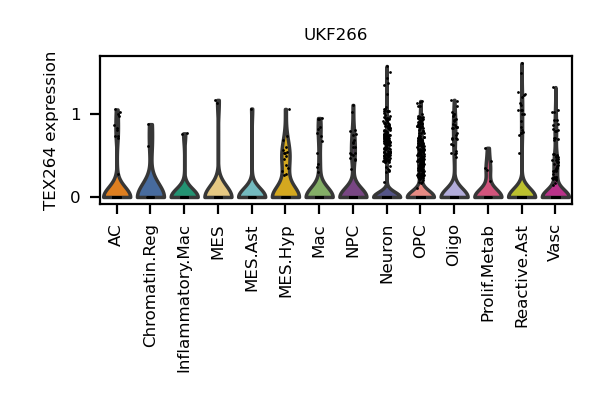 UKF266
TEX264 expression
1
0
AC
Chromatin.Reg
Inflammatory.Mac
MES
MES.Ast
MES.Hyp
Mac
NPC
Neuron
OPC
Oligo
Prolif.Metab
Reactive.Ast
Vasc